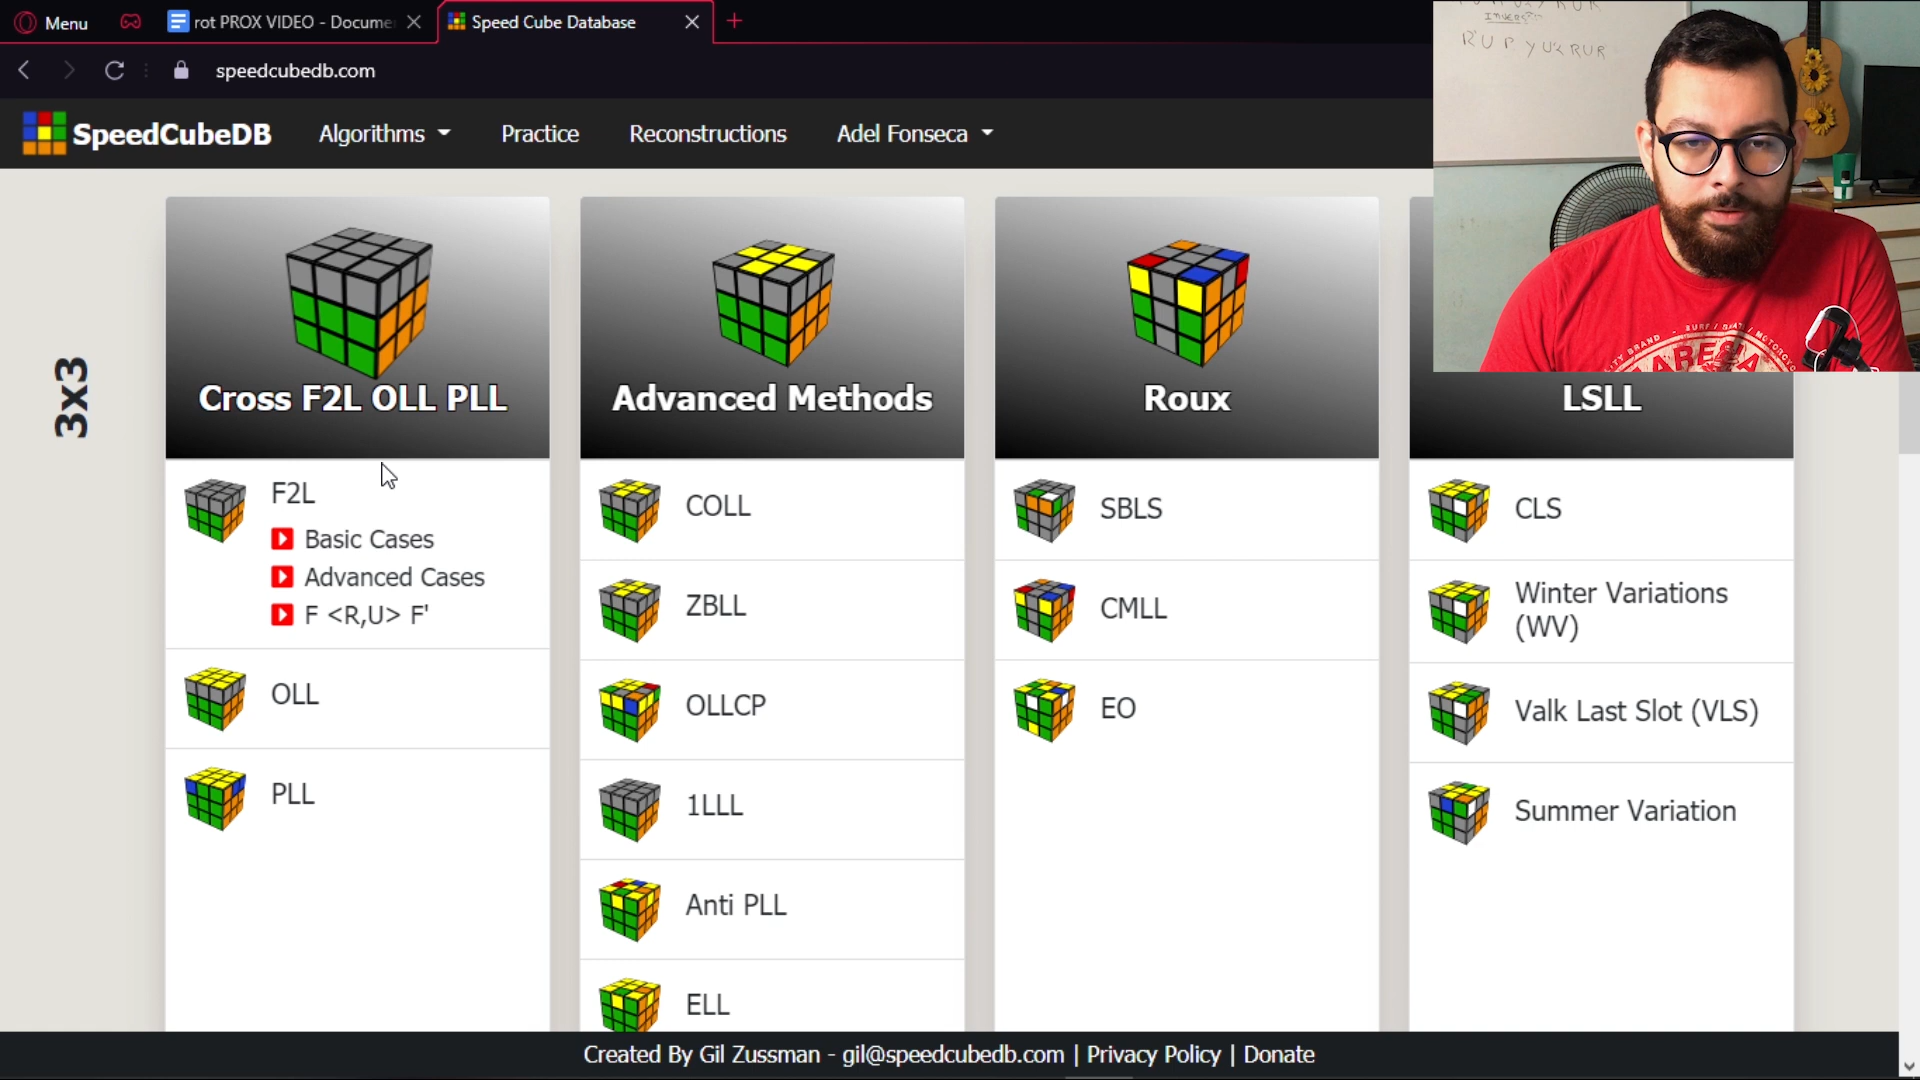 Menu
rot PROX VIDEO - Docume
Speed Cube Database
speedcubedb.com
SpeedCubeDB
Algorithms
Practice
Reconstructions
Adel Fonseca
R U P y U R U R
3x3
Cross F2L OLL PLL
F2L
Basic Cases
Advanced Cases
F <R,U> F'
OLL
PLL
Advanced Methods
COLL
ZBLL
OLLCP
1LLL
Anti PLL
ELL
Roux
SBLS
CMLL
EO
LSLL
CLS
Winter Variations
(WV)
Valk Last Slot (VLS)
Summer Variation
Created By Gil Zussman - gil@speedcubedb.com | Privacy Policy | Donate